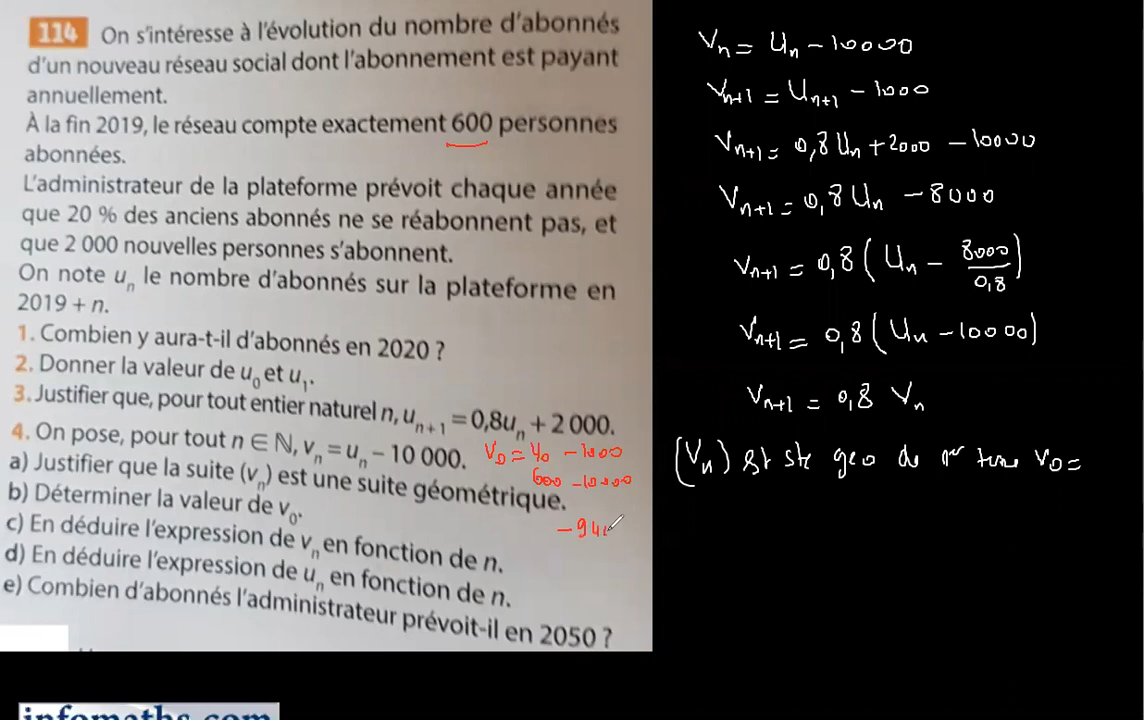 114 On s'intéresse à l'évolution du nombre d'abonnés
d'un nouveau réseau social dont l'abonnement est payant
annuellement.
À la fin 2019, le réseau compte exactement 600 personnes
abonnées.
L'administrateur de la plateforme prévoit chaque année
que 20 % des anciens abonnés ne se réabonnent pas, et
que 2 000 nouvelles personnes s'abonnent.
On note uₙ le nombre d'abonnés sur la plateforme en
2019 + n.
1. Combien y aura-t-il d'abonnés en 2020 ?
2. Donner la valeur de u₀ et u₁.
3. Justifier que, pour tout entier naturel n, uₙ₊₁ = 0,8uₙ + 2 000.
4. On pose, pour tout n ∈ ℕ, vₙ = uₙ − 10 000.
a) Justifier que la suite (vₙ) est une suite géométrique.
b) Déterminer la valeur de v₀.
c) En déduire l'expression de vₙ en fonction de n.
d) En déduire l'expression de uₙ en fonction de n.
e) Combien d'abonnés l'administrateur prévoit-il en 2050 ?
V₀ = U₀ − 1000
600 − 10000
− 94
Vₙ = Uₙ − 10000
Vₙ₊₁ = Uₙ₊₁ − 1000
Vₙ₊₁ = 0,8 Uₙ + 2000 − 10000
Vₙ₊₁ = 0,8 Uₙ − 8000
Vₙ₊₁ = 0,8 ( Uₙ − 8000/0,8 )
Vₙ₊₁ = 0,8 ( Uₙ − 10000 )
Vₙ₊₁ = 0,8 Vₙ
(Vₙ) st ste geo de 1er terme V₀ =
infomaths.com